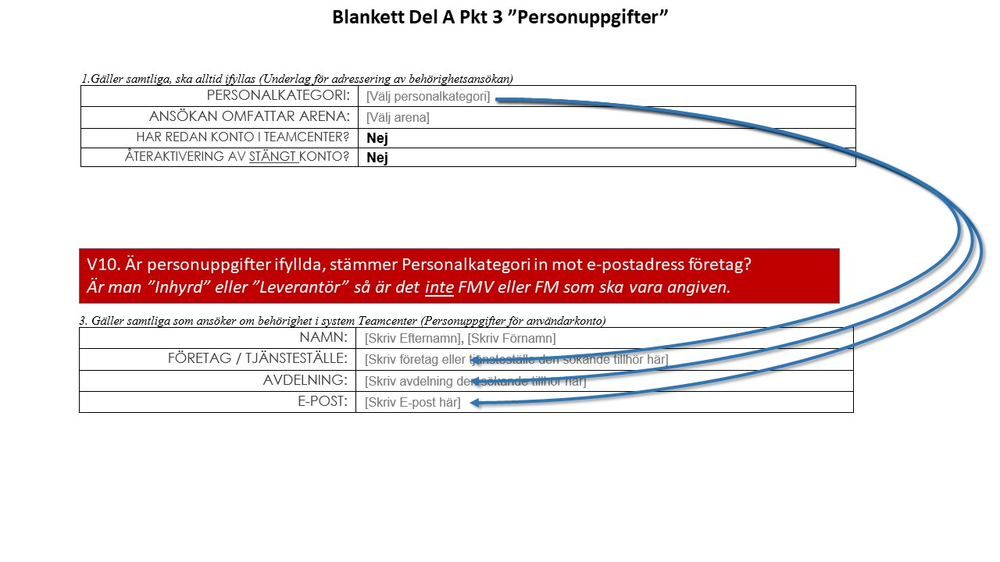 Blankett Del A Pkt 3 ”Personuppgifter”
1.Gäller samtliga, ska alltid ifyllas (Underlag för adressering av behörighetsansökan)
PERSONALKATEGORI: [Välj personalkategori]
ANSÖKAN OMFATTAR ARENA: [Välj arena]
HAR REDAN KONTO I TEAMCENTER? Nej
ÅTERAKTIVERING AV STÄNGT KONTO? Nej
V10. Är personuppgifter ifyllda, stämmer Personalkategori in mot e-postadress företag?
Är man ”Inhyrd” eller ”Leverantör” så är det inte FMV eller FM som ska vara angiven.
3. Gäller samtliga som ansöker om behörighet i system Teamcenter (Personuppgifter för användarkonto)
NAMN: [Skriv Efternamn], [Skriv Förnamn]
FÖRETAG / TJÄNSTESTÄLLE: [Skriv företag eller tjänsteställe den sökande tillhör här]
AVDELNING: [Skriv avdelning den sökande tillhör här]
E-POST: [Skriv E-post här]